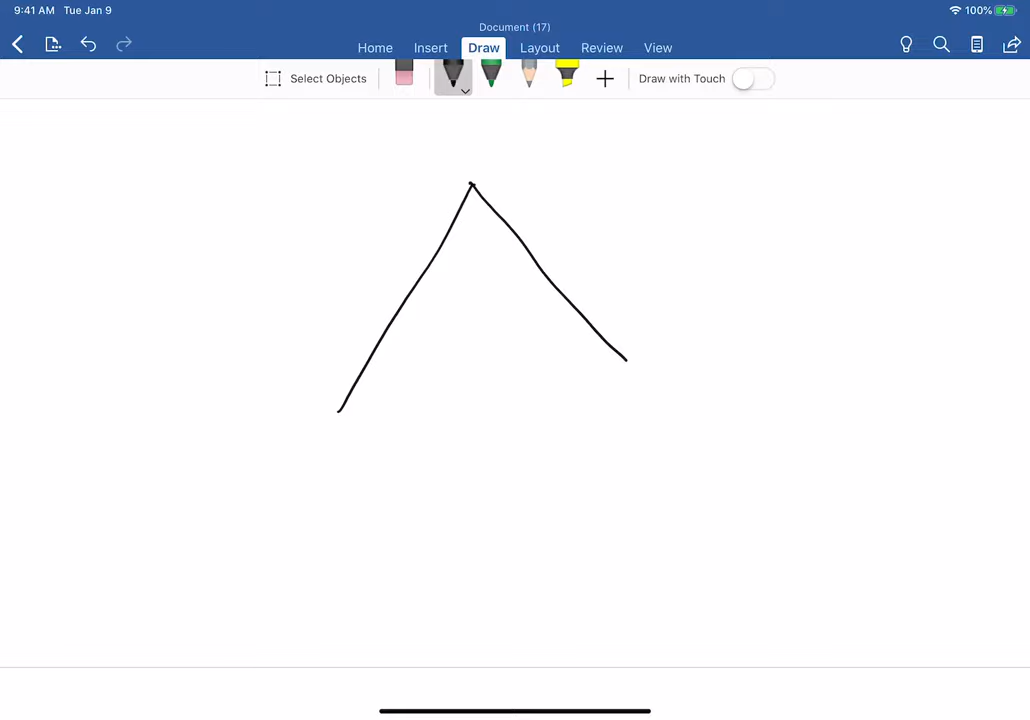 9:41 AM Tue Jan 9 100%
Document (17)
Home Insert Draw Layout Review View
Select Objects Draw with Touch